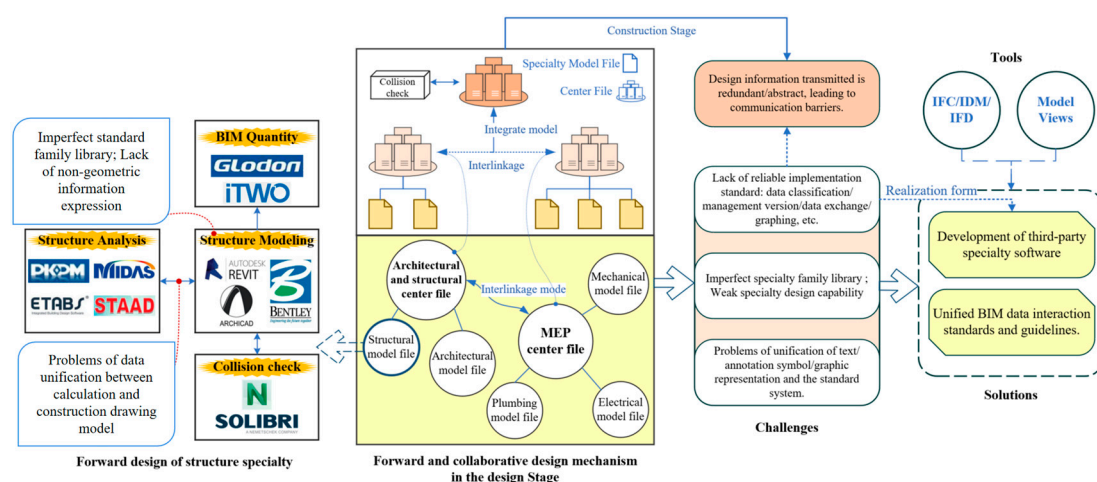 Imperfect standard
family library; Lack
of non-geometric
information
expression
BIM Quantity
GLODON
iTWO
Structure Analysis
PKPM
MIDAS
ETABS
STAAD
Structure Modeling
AUTODESK
REVIT
ARCHICAD
BENTLEY
Problems of data
unification between
calculation and
construction drawing
model
Collision check
N
SOLIBRI
A NEMETSCHEK COMPANY
Forward design of structure specialty
Construction Stage
Collision
check
Specialty Model File
Center File
Integrate model
Interlinkage
Architectural
and structural
center file
Interlinkage mode
Mechanical
model file
MEP
center file
Structural
model file
Architectural
model file
Plumbing
model file
Electrical
model file
Forward and collaborative design mechanism
in the design Stage
Design information transmitted is
redundant/abstract, leading to
communication barriers.
Lack of reliable implementation
standard: data classification/
management version/data exchange/
graphing, etc.
Imperfect specialty family library ;
Weak specialty design capability
Problems of unification of text/
annotation symbol/graphic
representation and the standard
system.
Challenges
Tools
IFC/IDM/
IFD
Model
Views
Realization form
Development of third-party
specialty software
Unified BIM data interaction
standards and guidelines.
Solutions